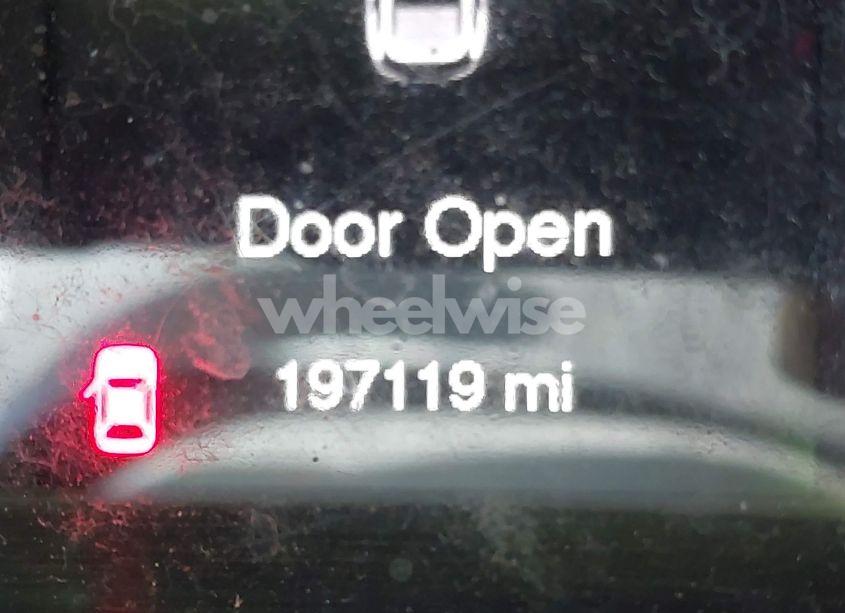 Door Open
wheelwise
197119 mi